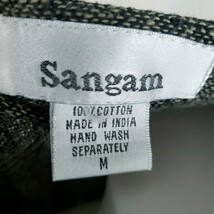 Sangam
100% COTTON
MADE IN INDIA
HAND WASH
SEPARATELY
M